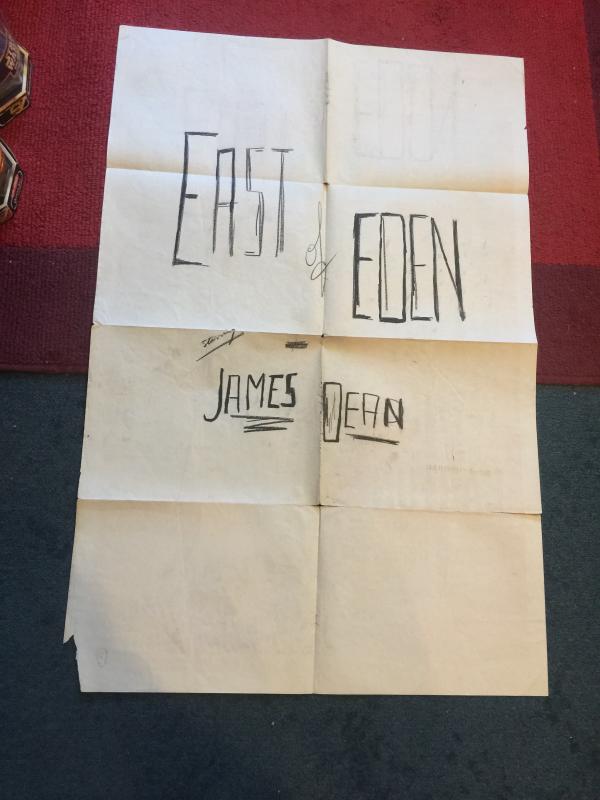 EAST
of
EDEN
starring
JAMES DEAN